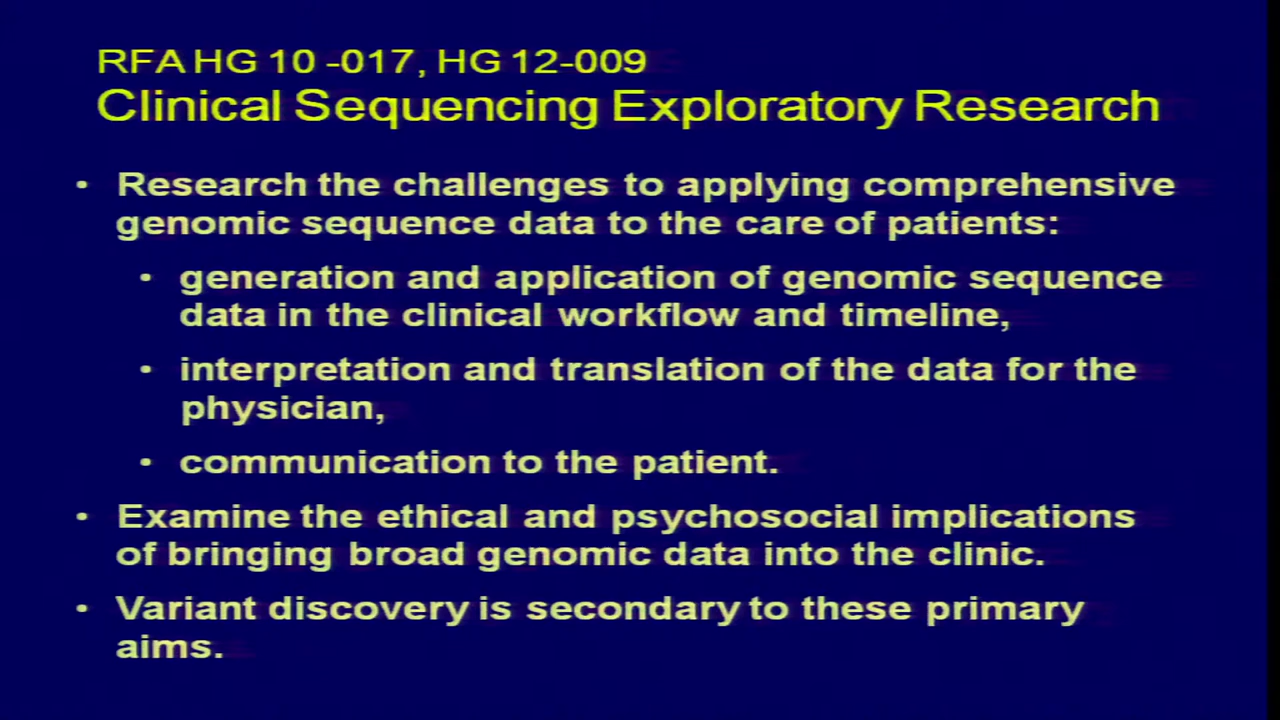 RFA HG 10 -017, HG 12-009
Clinical Sequencing Exploratory Research
• Research the challenges to applying comprehensive
genomic sequence data to the care of patients:
• generation and application of genomic sequence
data in the clinical workflow and timeline,
• interpretation and translation of the data for the
physician,
• communication to the patient.
• Examine the ethical and psychosocial implications
of bringing broad genomic data into the clinic.
• Variant discovery is secondary to these primary
aims.